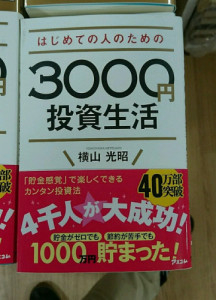 はじめての人のための
3000円
投資生活
横山 光昭
「貯金感覚」で楽しくできる
カンタン投資法
40万部
突破
4千人が大成功!
貯金がゼロでも 節約が苦手でも
1000万円貯まった!
アスコム